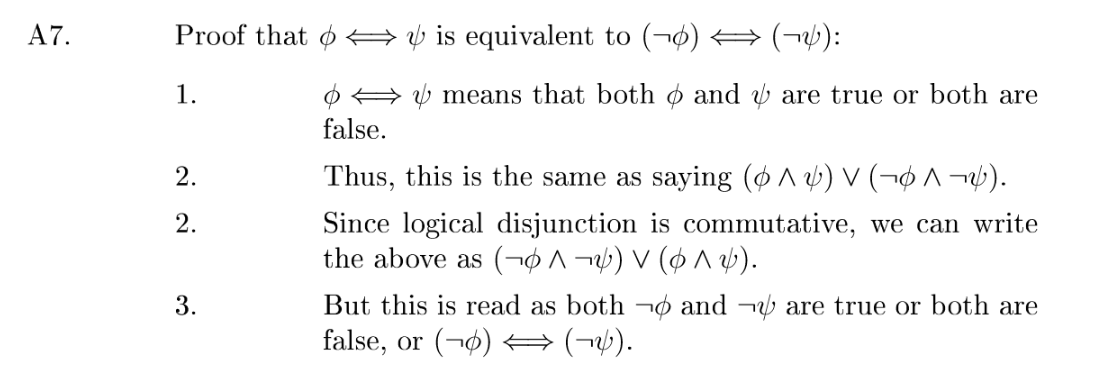 A7. Proof that ϕ ⟺ ψ is equivalent to (¬ϕ) ⟺ (¬ψ):
1. ϕ ⟺ ψ means that both ϕ and ψ are true or both are
false.
2. Thus, this is the same as saying (ϕ ∧ ψ) ∨ (¬ϕ ∧ ¬ψ).
2. Since logical disjunction is commutative, we can write
the above as (¬ϕ ∧ ¬ψ) ∨ (ϕ ∧ ψ).
3. But this is read as both ¬ϕ and ¬ψ are true or both are
false, or (¬ϕ) ⟺ (¬ψ).